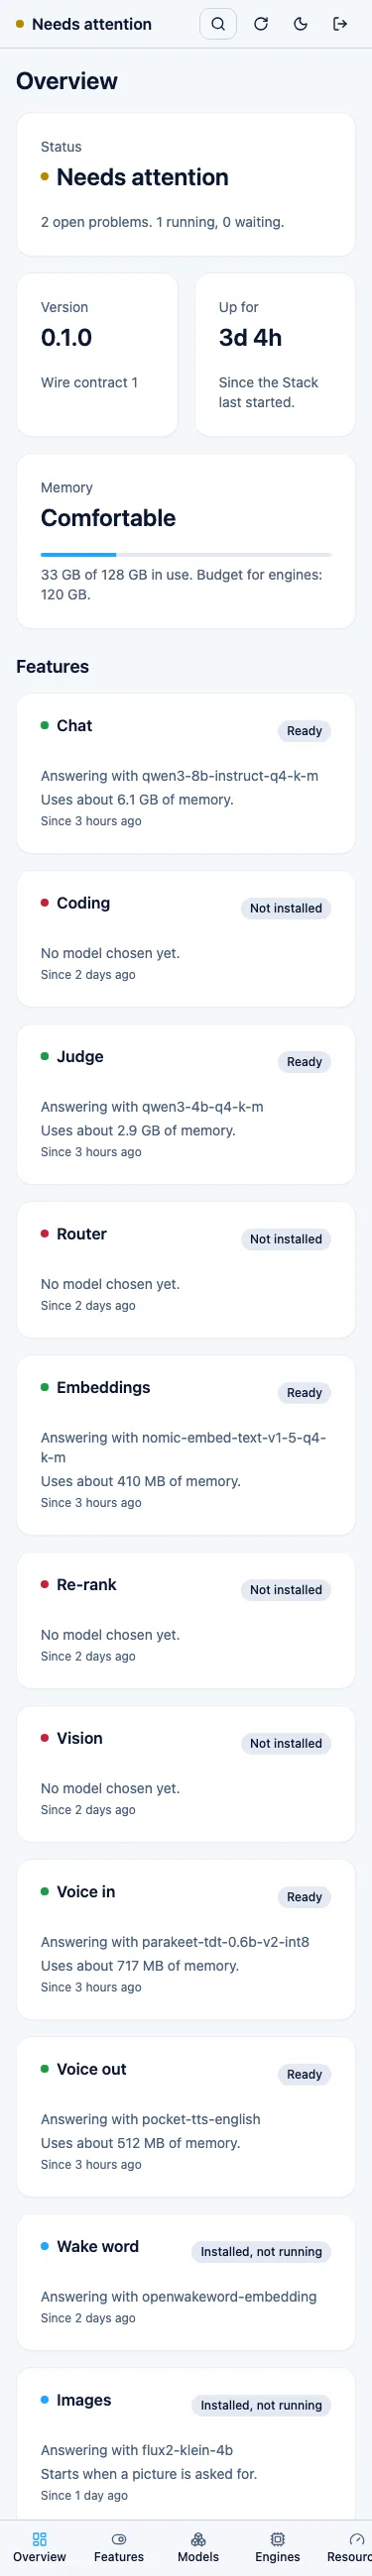 Needs attention
Overview
Status
Needs attention
2 open problems. 1 running, 0 waiting.
Version
0.1.0
Wire contract 1
Up for
3d 4h
Since the Stack
last started.
Memory
Comfortable
33 GB of 128 GB in use. Budget for engines:
120 GB.
Features
Chat
Ready
Answering with qwen3-8b-instruct-q4-k-m
Uses about 6.1 GB of memory.
Since 3 hours ago
Coding
Not installed
No model chosen yet.
Since 2 days ago
Judge
Ready
Answering with qwen3-4b-q4-k-m
Uses about 2.9 GB of memory.
Since 3 hours ago
Router
Not installed
No model chosen yet.
Since 2 days ago
Embeddings
Ready
Answering with nomic-embed-text-v1-5-q4-
k-m
Uses about 410 MB of memory.
Since 3 hours ago
Re-rank
Not installed
No model chosen yet.
Since 2 days ago
Vision
Not installed
No model chosen yet.
Since 2 days ago
Voice in
Ready
Answering with parakeet-tdt-0.6b-v2-int8
Uses about 717 MB of memory.
Since 3 hours ago
Voice out
Ready
Answering with pocket-tts-english
Uses about 512 MB of memory.
Since 3 hours ago
Wake word
Installed, not running
Answering with openwakeword-embedding
Since 2 days ago
Images
Installed, not running
Answering with flux2-klein-4b
Starts when a picture is asked for.
Since 1 day ago
Overview
Features
Models
Engines
Resourc